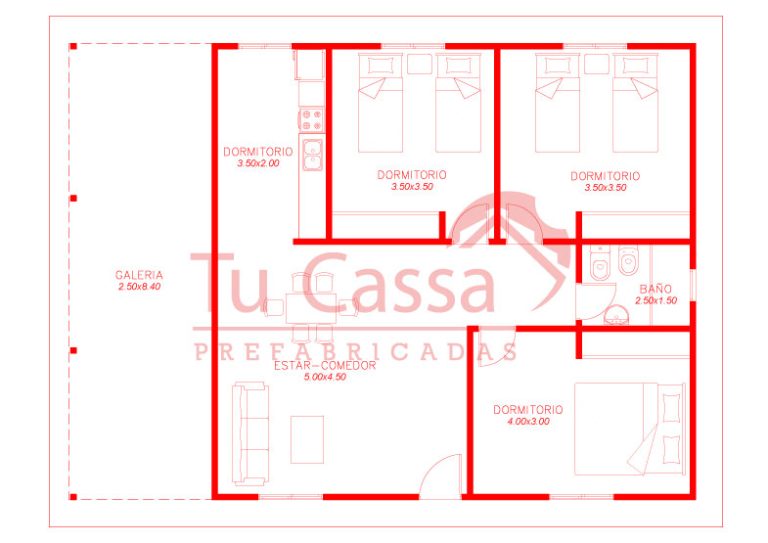 DORMITORIO
3.50x2.00
DORMITORIO
3.50x3.50
DORMITORIO
3.50x3.50
GALERIA
2.50x8.40
BAÑO
2.50x1.50
Tu Cassa
PREFABRICADAS
ESTAR-COMEDOR
5.00x4.50
DORMITORIO
4.00x3.00